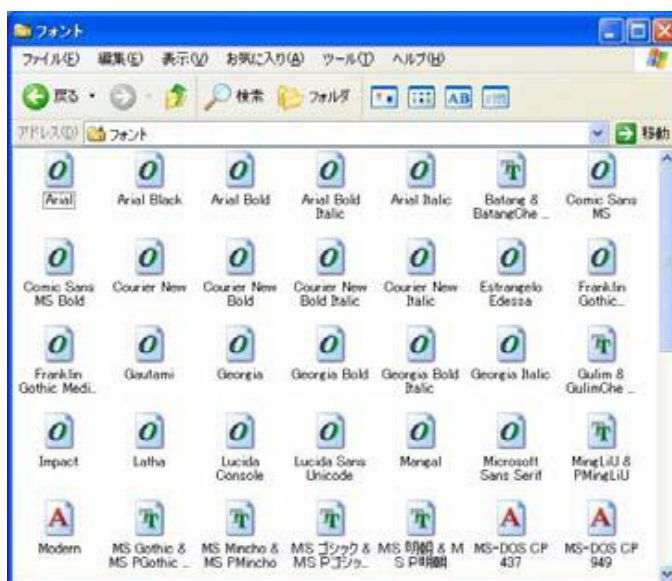 フォント
ファイル(F) 編集(E) 表示(V) お気に入り(A) ツール(T) ヘルプ(H)
戻る 検索 フォルダ
アドレス(D) フォント 移動
Arial Arial Black Arial Bold Arial Bold Italic Arial Italic Batang & BatangChe ... Comic Sans MS
Comic Sans MS Bold Courier New Courier New Bold Courier New Bold Italic Courier New Italic Estrangelo Edessa Franklin Gothic...
Franklin Gothic Medi... Gautami Georgia Georgia Bold Georgia Bold Italic Georgia Italic Gulim & GulimChe ...
Impact Latha Lucida Console Lucida Sans Unicode Mangal Microsoft Sans Serif MingLiU & PMingLiU
Modern MS Gothic & MS PGothic ... MS Mincho & MS PMincho MS ゴシック & MS Pゴシッ... MS 明朝 & MS P明朝 MS-DOS CP 437 MS-DOS CP 949